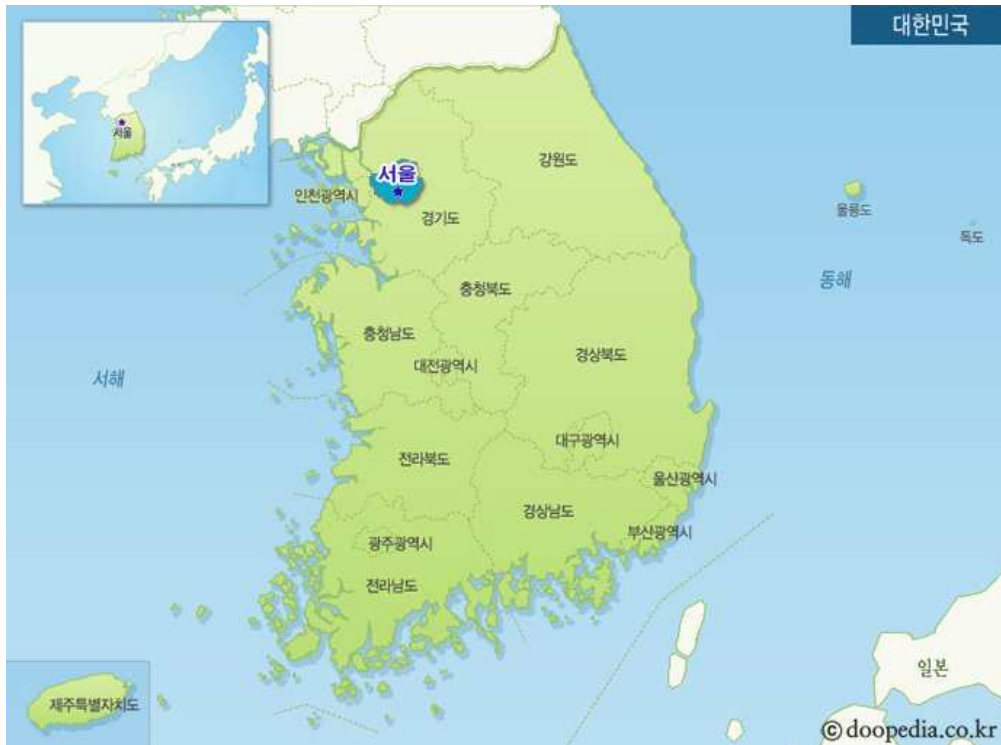 대한민국
서울
강원도
서울
인천광역시
경기도
울릉도
독도
동해
충청북도
충청남도
경상북도
대전광역시
서해
대구광역시
전라북도
울산광역시
경상남도
부산광역시
광주광역시
전라남도
일본
제주특별자치도
© doopedia.co.kr